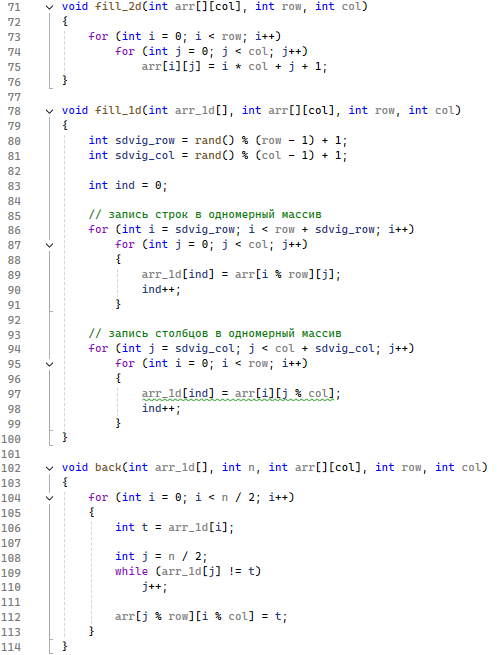 71 void fill_2d(int arr[][col], int row, int col)
72 {
73     for (int i = 0; i < row; i++)
74         for (int j = 0; j < col; j++)
75             arr[i][j] = i * col + j + 1;
76 }
77
78 void fill_1d(int arr_1d[], int arr[][col], int row, int col)
79 {
80     int sdvig_row = rand() % (row - 1) + 1;
81     int sdvig_col = rand() % (col - 1) + 1;
82
83     int ind = 0;
84
85     // запись строк в одномерный массив
86     for (int i = sdvig_row; i < row + sdvig_row; i++)
87         for (int j = 0; j < col; j++)
88         {
89             arr_1d[ind] = arr[i % row][j];
90             ind++;
91         }
92
93     // запись столбцов в одномерный массив
94     for (int j = sdvig_col; j < col + sdvig_col; j++)
95         for (int i = 0; i < row; i++)
96         {
97             arr_1d[ind] = arr[i][j % col];
98             ind++;
99         }
100 }
101
102 void back(int arr_1d[], int n, int arr[][col], int row, int col)
103 {
104     for (int i = 0; i < n / 2; i++)
105     {
106         int t = arr_1d[i];
107
108         int j = n / 2;
109         while (arr_1d[j] != t)
110             j++;
111
112         arr[j % row][i % col] = t;
113     }
114 }